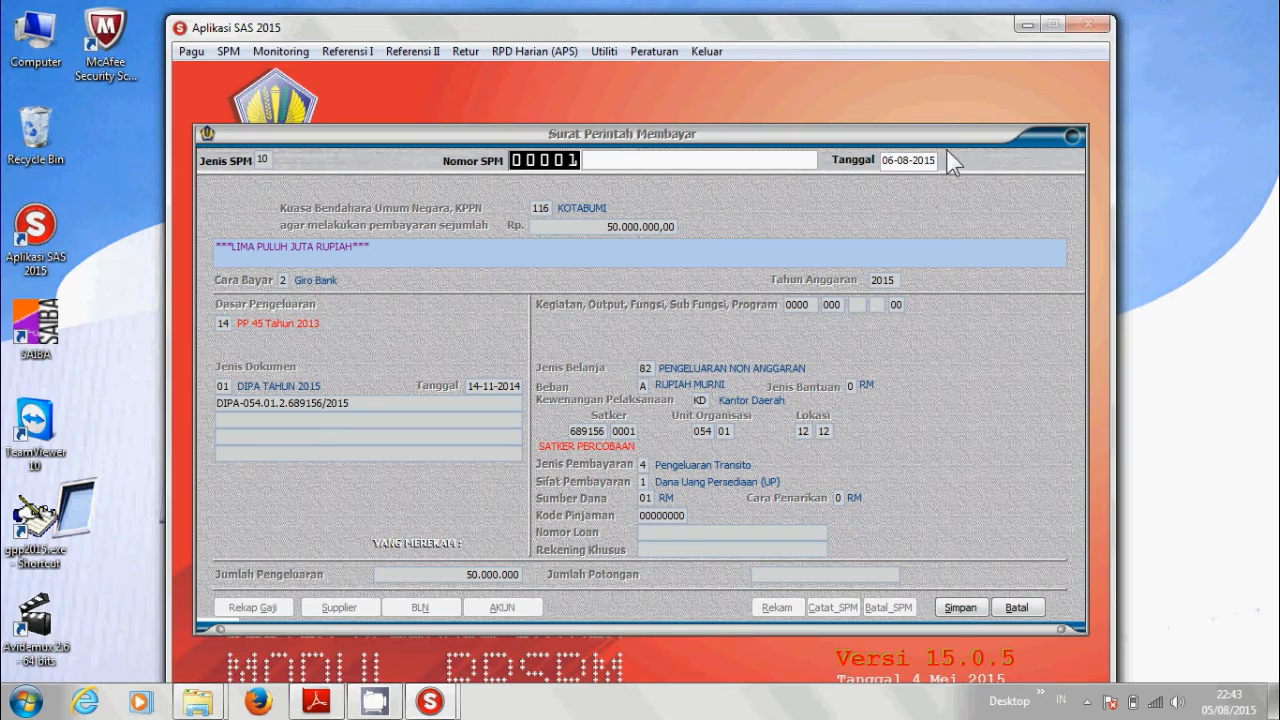 Computer
McAfee
Security Sc...
Recycle Bin
Aplikasi SAS
2015
SAIBA
SAIBA
TeamViewer
10
gpp2015.exe
- Shortcut
Avidemux 2.6
- 64 bits
Aplikasi SAS 2015
Pagu SPM Monitoring Referensi I Referensi II Retur RPD Harian (APS) Utiliti Peraturan Keluar
Surat Perintah Membayar
Jenis SPM 10 Nomor SPM 00001 Tanggal 06-08-2015
Kuasa Bendahara Umum Negara, KPPN 116 KOTABUMI
agar melakukan pembayaran sejumlah Rp. 50.000.000,00
***LIMA PULUH JUTA RUPIAH***
Cara Bayar 2 Giro Bank Tahun Anggaran 2015
Dasar Pengeluaran
14 PP 45 Tahun 2013
Jenis Dokumen
01 DIPA TAHUN 2015 Tanggal 14-11-2014
DIPA-054.01.2.689156/2015
YANG MEREKAM :
Kegiatan, Output, Fungsi, Sub Fungsi, Program 0000 000 00
Jenis Belanja 82 PENGELUARAN NON ANGGARAN
Beban A RUPIAH MURNI Jenis Bantuan 0 RM
Kewenangan Pelaksanaan KD Kantor Daerah
Satker Unit Organisasi Lokasi
689156 0001 054 01 12 12
SATKER PERCOBAAN
Jenis Pembayaran 4 Pengeluaran Transito
Sifat Pembayaran 1 Dana Uang Persediaan (UP)
Sumber Dana 01 RM Cara Penarikan 0 RM
Kode Pinjaman 00000000
Nomor Loan
Rekening Khusus
Jumlah Pengeluaran 50.000.000 Jumlah Potongan
Rekap Gaji Supplier BLN AKUN Rekam Catat_SPM Batal_SPM Simpan Batal
Versi 15.0.5
Tanggal 4 Mei 2015
Desktop » IN 22:43
05/08/2015